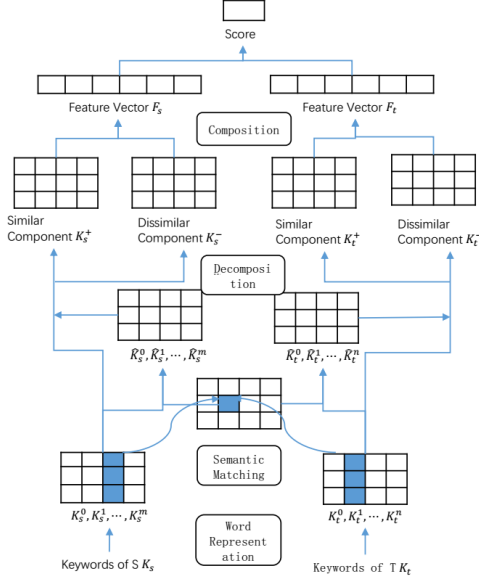 Score
Feature Vector F_s
Feature Vector F_t
Composition
Similar
Component K_s^+
Dissimilar
Component K_s^-
Similar
Component K_t^+
Dissimilar
Component K_t^-
Decomposi
tion
K̂_s^0, K̂_s^1, ⋯, K̂_s^m
K̂_t^0, K̂_t^1, ⋯, K̂_t^n
Semantic
Matching
K_s^0, K_s^1, ⋯, K_s^m
K_t^0, K_t^1, ⋯, K_t^n
Word
Represent
ation
Keywords of S K_s
Keywords of T K_t